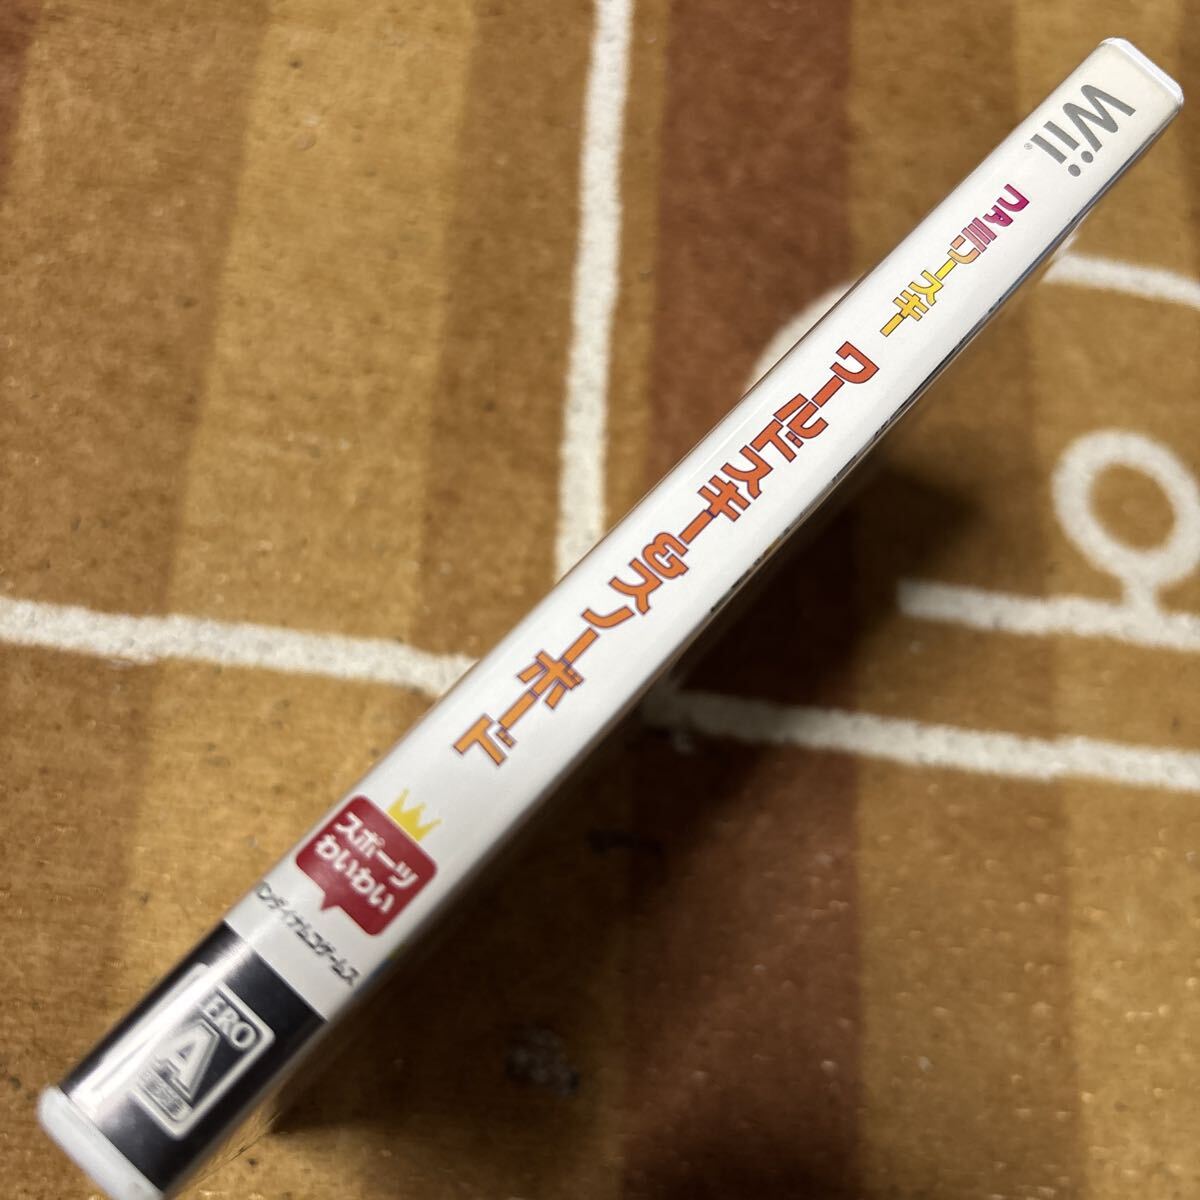 Wii®
ファミリースキー
ワールドスキー&スノーボード
スポーツ
わいわい
バンダイナムコゲームス
CERO
A